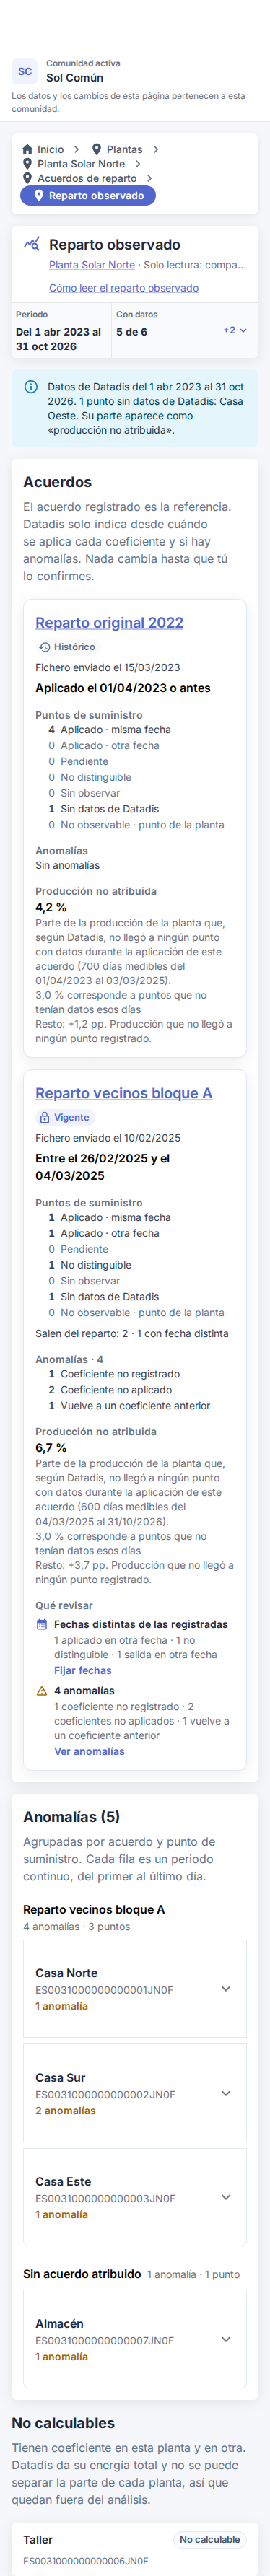 SC
Comunidad activa
Sol Común
Los datos y los cambios de esta página pertenecen a esta
comunidad.
Inicio
Plantas
Planta Solar Norte
Acuerdos de reparto
Reparto observado
Reparto observado
Planta Solar Norte · Solo lectura: compa...
Cómo leer el reparto observado
Periodo
Del 1 abr 2023 al
31 oct 2026
Con datos
5 de 6
+2
Datos de Datadis del 1 abr 2023 al 31 oct
2026. 1 punto sin datos de Datadis: Casa
Oeste. Su parte aparece como
«producción no atribuida».
Acuerdos
El acuerdo registrado es la referencia.
Datadis solo indica desde cuándo
se aplica cada coeficiente y si hay
anomalías. Nada cambia hasta que tú
lo confirmes.
Reparto original 2022
Histórico
Fichero enviado el 15/03/2023
Aplicado el 01/04/2023 o antes
Puntos de suministro
4 Aplicado · misma fecha
0 Aplicado · otra fecha
0 Pendiente
0 No distinguible
0 Sin observar
1 Sin datos de Datadis
0 No observable · punto de la planta
Anomalías
Sin anomalías
Producción no atribuida
4,2 %
Parte de la producción de la planta que,
según Datadis, no llegó a ningún punto
con datos durante la aplicación de este
acuerdo (700 días medibles del
01/04/2023 al 03/03/2025).
3,0 % corresponde a puntos que no
tenían datos esos días
Resto: +1,2 pp. Producción que no llegó a
ningún punto registrado.
Reparto vecinos bloque A
Vigente
Fichero enviado el 10/02/2025
Entre el 26/02/2025 y el
04/03/2025
Puntos de suministro
1 Aplicado · misma fecha
1 Aplicado · otra fecha
0 Pendiente
1 No distinguible
0 Sin observar
1 Sin datos de Datadis
0 No observable · punto de la planta
Salen del reparto: 2 · 1 con fecha distinta
Anomalías · 4
1 Coeficiente no registrado
2 Coeficiente no aplicado
1 Vuelve a un coeficiente anterior
Producción no atribuida
6,7 %
Parte de la producción de la planta que,
según Datadis, no llegó a ningún punto
con datos durante la aplicación de este
acuerdo (600 días medibles del
04/03/2025 al 31/10/2026).
3,0 % corresponde a puntos que no
tenían datos esos días
Resto: +3,7 pp. Producción que no llegó a
ningún punto registrado.
Qué revisar
Fechas distintas de las registradas
1 aplicado en otra fecha · 1 no
distinguible · 1 salida en otra fecha
Fijar fechas
4 anomalías
1 coeficiente no registrado · 2
coeficientes no aplicados · 1 vuelve a
un coeficiente anterior
Ver anomalías
Anomalías (5)
Agrupadas por acuerdo y punto de
suministro. Cada fila es un periodo
continuo, del primer al último día.
Reparto vecinos bloque A
4 anomalías · 3 puntos
Casa Norte
ES0031000000000001JN0F
1 anomalía
Casa Sur
ES0031000000000002JN0F
2 anomalías
Casa Este
ES0031000000000003JN0F
1 anomalía
Sin acuerdo atribuido 1 anomalía · 1 punto
Almacén
ES0031000000000007JN0F
1 anomalía
No calculables
Tienen coeficiente en esta planta y en otra.
Datadis da su energía total y no se puede
separar la parte de cada planta, así que
quedan fuera del análisis.
Taller
No calculable
ES0031000000000006JN0F